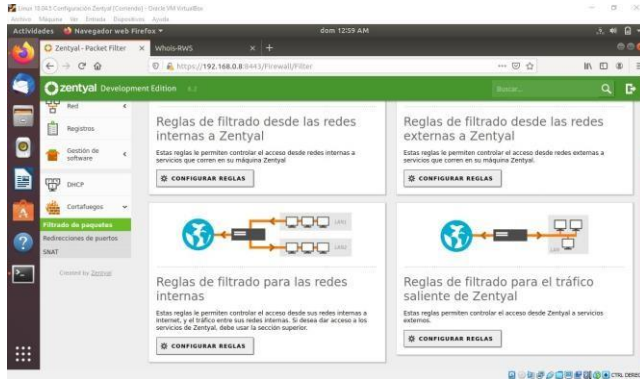 Linux 18.04.5 Configuración Zentyal (Corriendo) - Oracle VM VirtualBox
Archivo Máquina Ver Entrada Dispositivos Ayuda
Actividades Navegador web Firefox dom 12:59 AM
Zentyal - Packet Filter × Whois-RWS × +
https://192.168.0.8:8443/Firewall/Filter
zentyal Development Edition
Buscar...
Red
Registros
Gestión de software
DHCP
Cortafuegos
Filtrado de paquetes
Redirecciones de puertos
SNAT
Created by Zentyal
Reglas de filtrado desde las redes
internas a Zentyal
Estas reglas le permiten controlar el acceso desde redes internas a
servicios que corren en su máquina Zentyal
CONFIGURAR REGLAS
Reglas de filtrado desde las redes
externas a Zentyal
Estas reglas le permiten controlar el acceso desde redes externas a
servicios que corren en su máquina Zentyal.
CONFIGURAR REGLAS
LAN1
LAN2
Reglas de filtrado para las redes
internas
Estas reglas le permiten controlar el acceso desde sus redes internas a
Internet, y el tráfico entre sus redes internas. Si desea dar acceso a los
servicios de Zentyal, debe usar la sección superior.
CONFIGURAR REGLAS
LAN
Reglas de filtrado para el tráfico
saliente de Zentyal
Estas reglas permiten controlar el acceso desde Zentyal a servicios
externos.
CONFIGURAR REGLAS
CTRL DERECHO